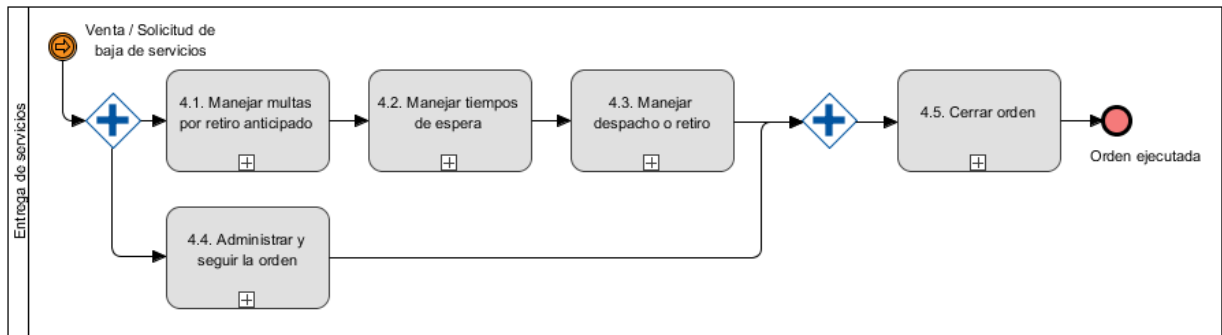 Entrega de servicios
Venta / Solicitud de
baja de servicios
4.1. Manejar multas
por retiro anticipado
4.2. Manejar tiempos
de espera
4.3. Manejar
despacho o retiro
4.4. Administrar y
seguir la orden
4.5. Cerrar orden
Orden ejecutada